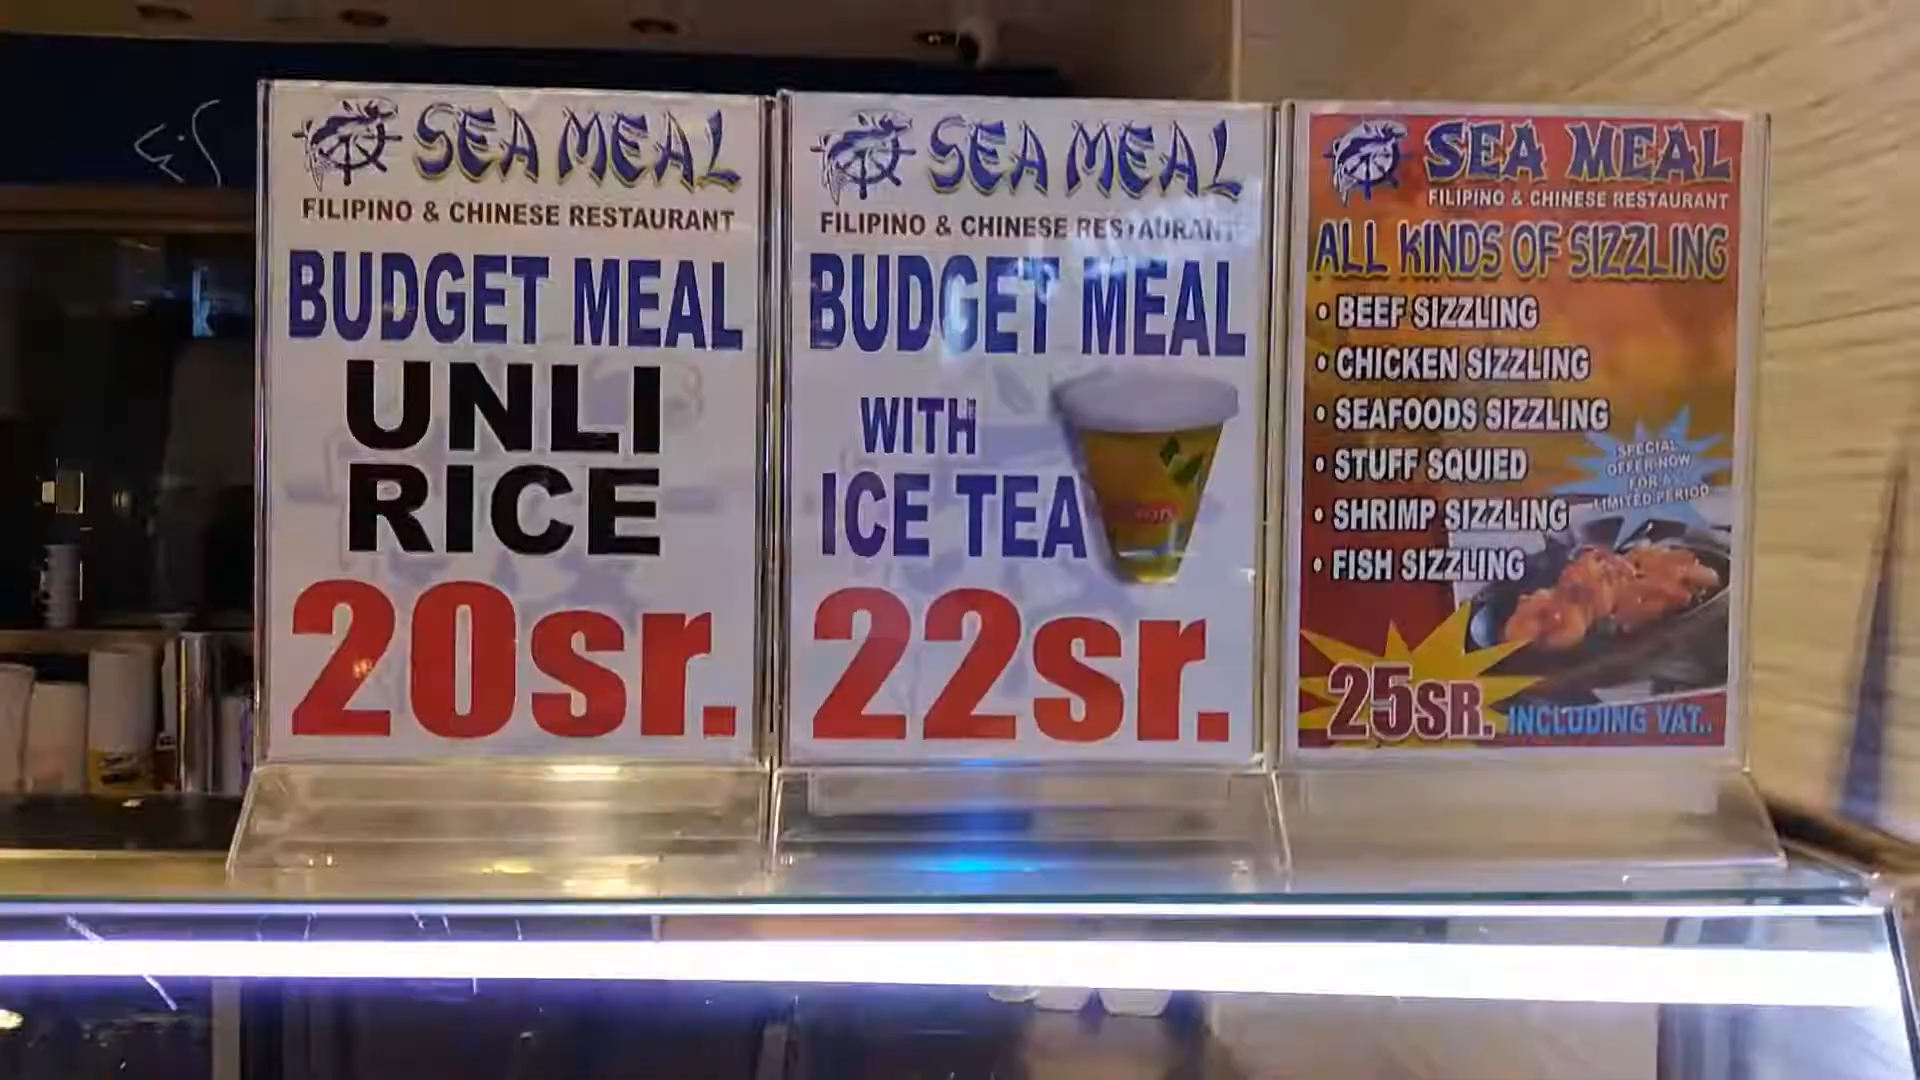 SEA MEAL
FILIPINO & CHINESE RESTAURANT
BUDGET MEAL
UNLI
RICE
20sr.
SEA MEAL
FILIPINO & CHINESE RESTAURANT
BUDGET MEAL
WITH
ICE TEA
22sr.
SEA MEAL
FILIPINO & CHINESE RESTAURANT
ALL KINDS OF SIZZLING
• BEEF SIZZLING
• CHICKEN SIZZLING
• SEAFOODS SIZZLING
• STUFF SQUIED
• SHRIMP SIZZLING
• FISH SIZZLING
SPECIAL
OFFER NOW
FOR A
LIMITED PERIOD
25SR. INCLUDING VAT..